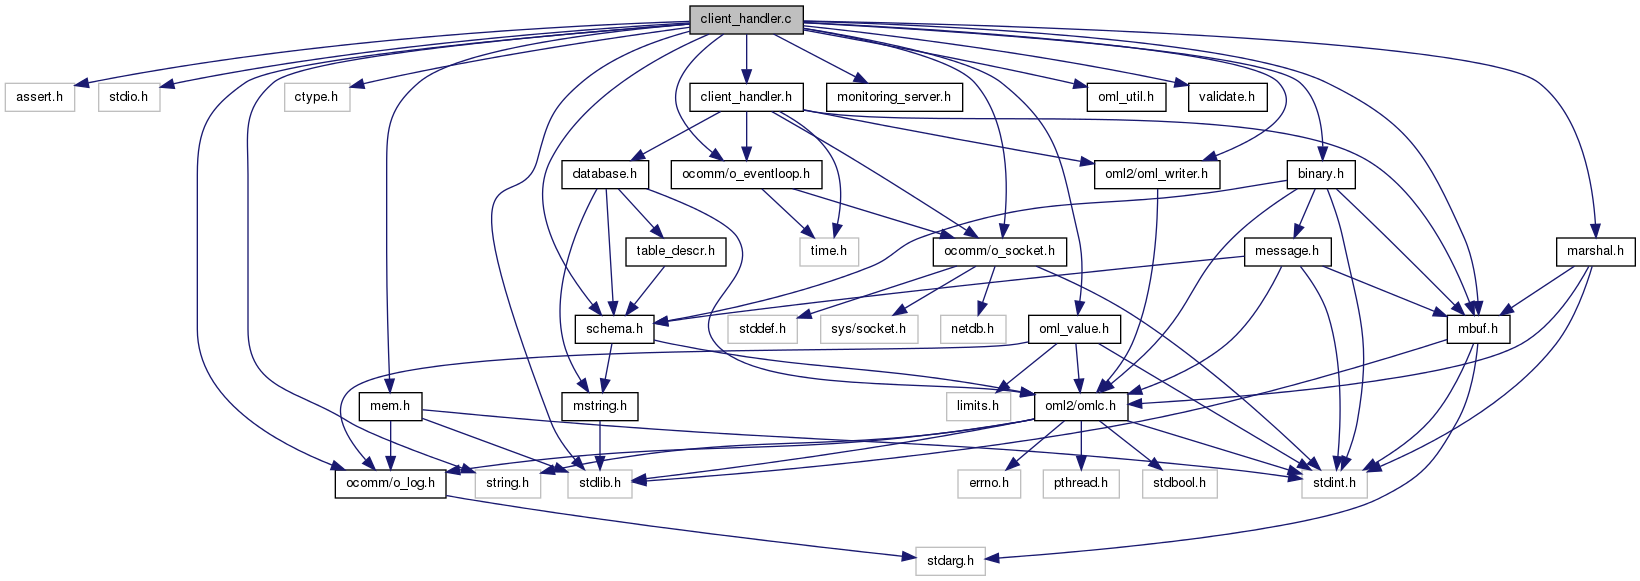 client_handler.c
assert.h
stdio.h
ctype.h
client_handler.h
monitoring_server.h
oml_util.h
validate.h
database.h
ocomm/o_eventloop.h
oml2/oml_writer.h
binary.h
table_descr.h
time.h
ocomm/o_socket.h
message.h
marshal.h
schema.h
stddef.h
sys/socket.h
netdb.h
oml_value.h
mbuf.h
mem.h
mstring.h
limits.h
oml2/omlc.h
ocomm/o_log.h
string.h
stdlib.h
errno.h
pthread.h
stdbool.h
stdint.h
stdarg.h